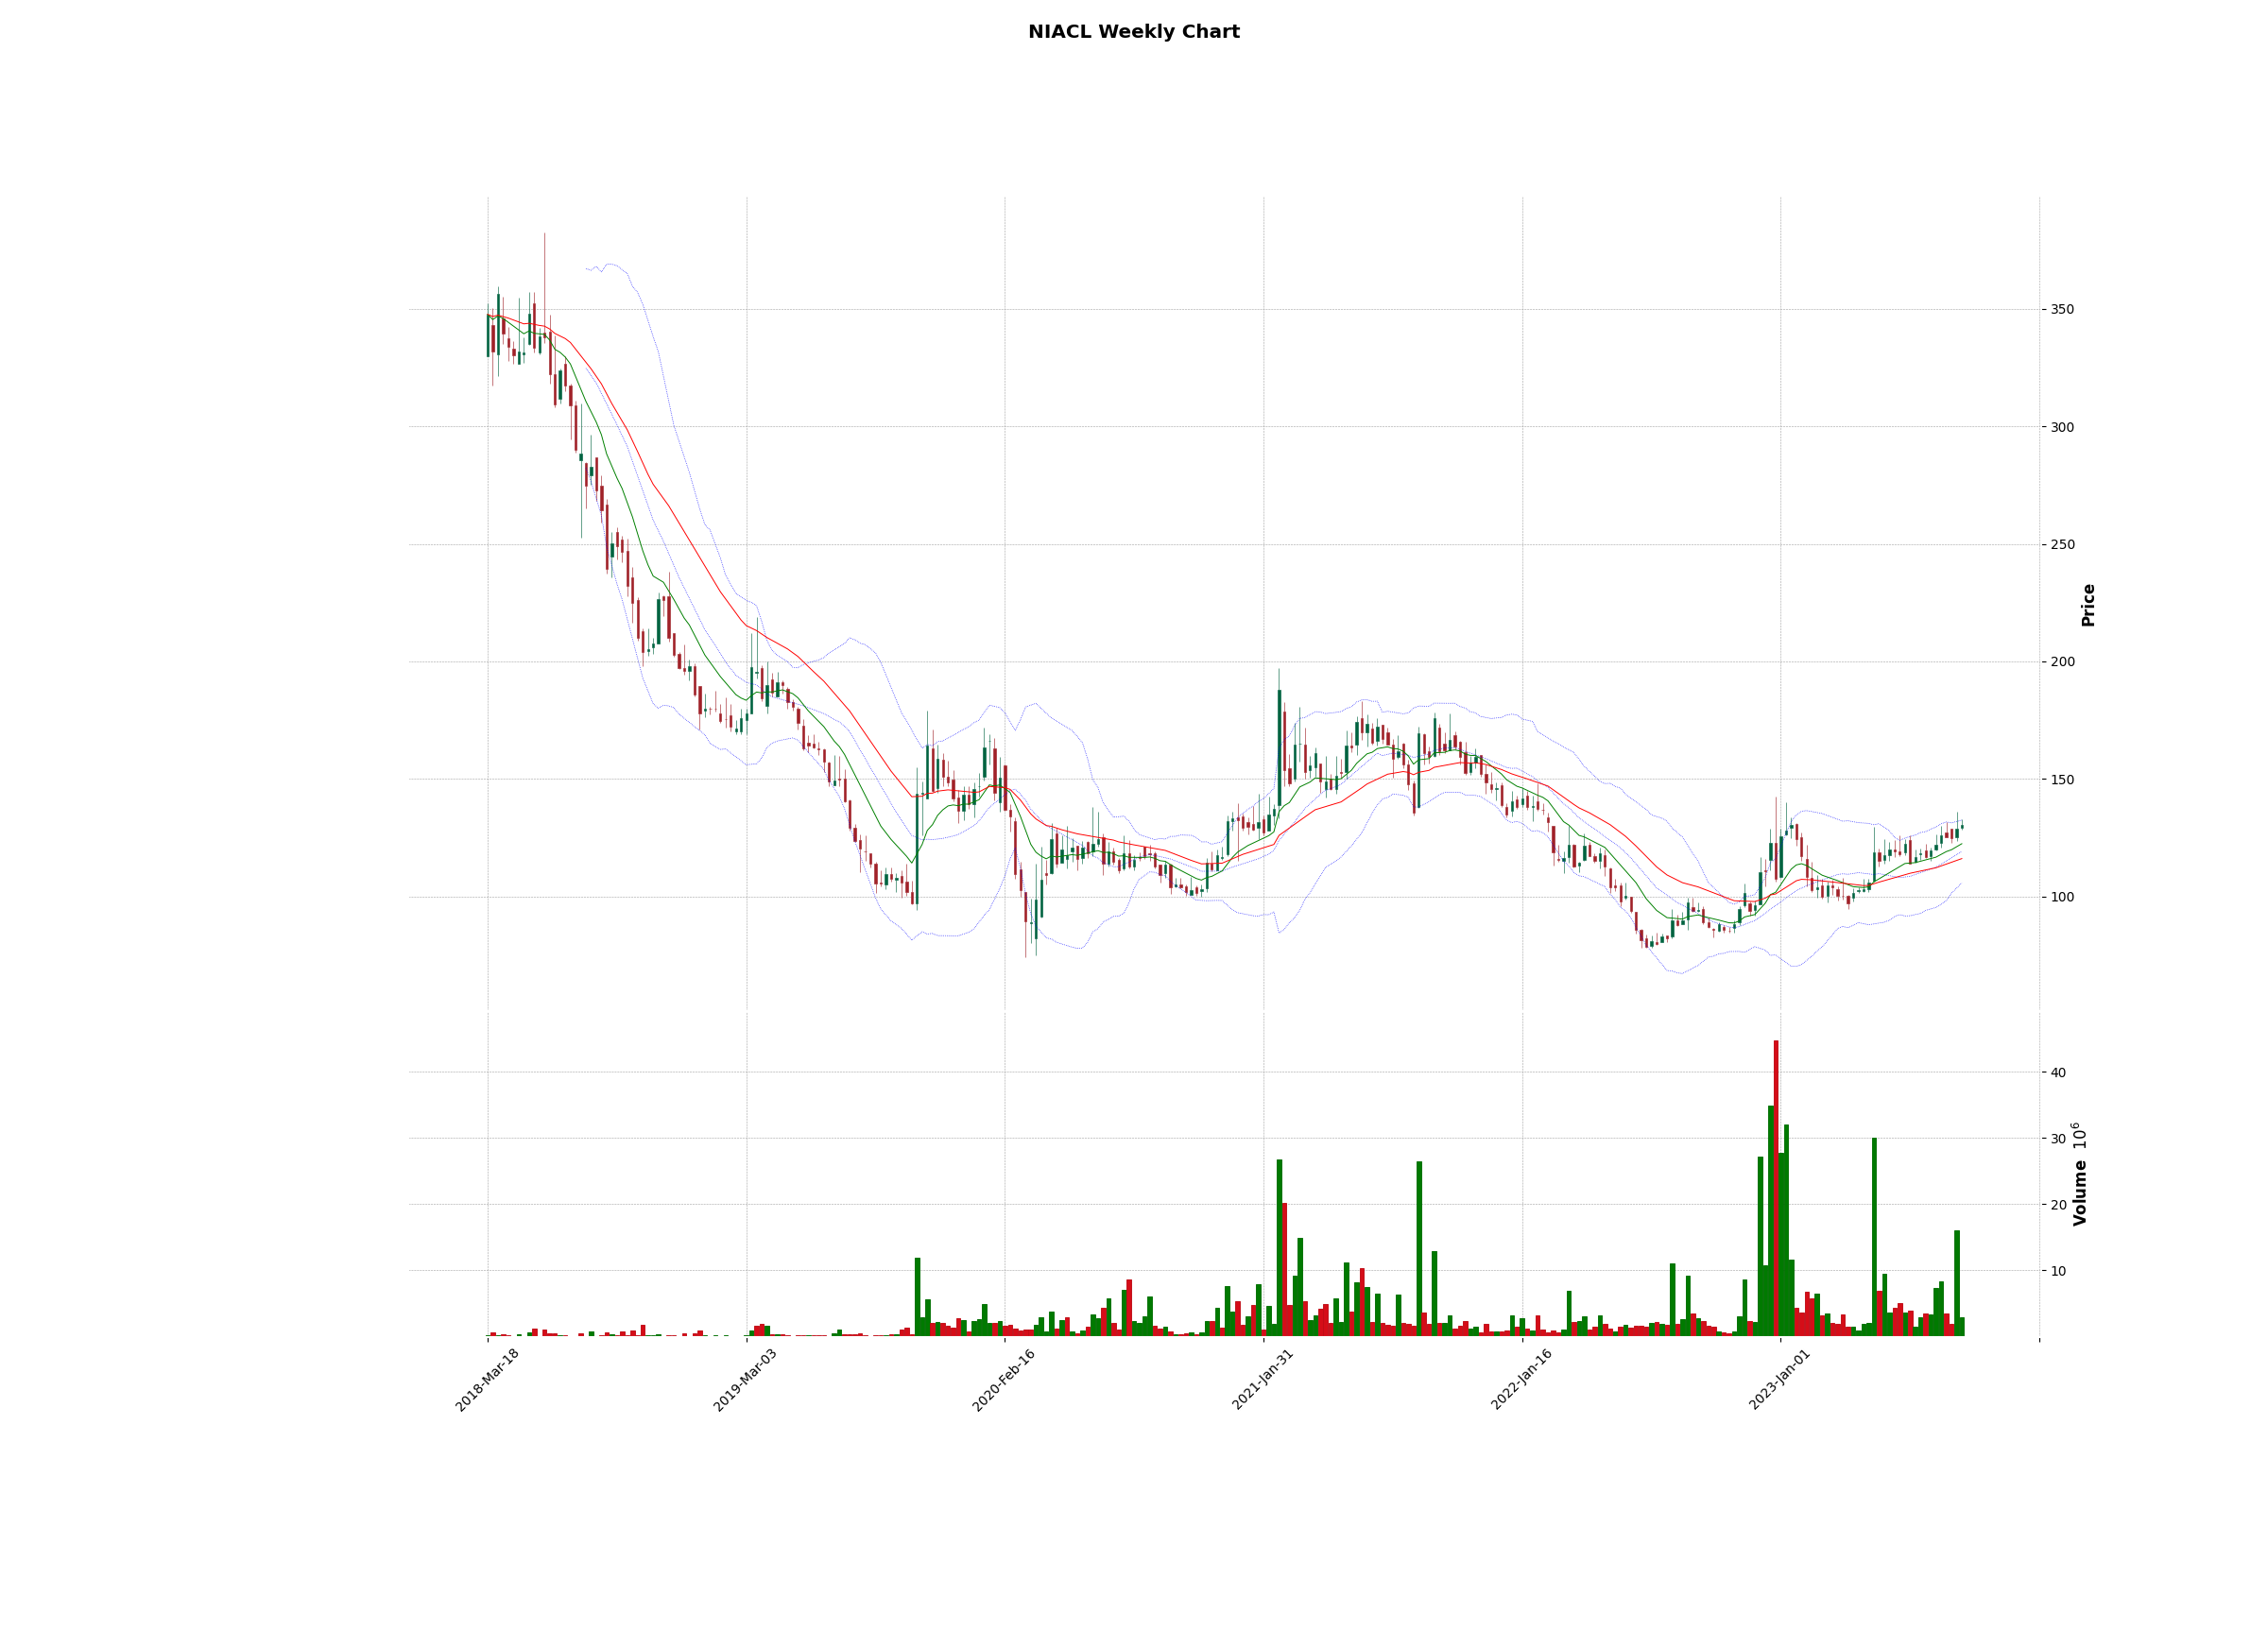 NIACL Weekly Chart
350
300
250
200
150
100
Price
40
30
20
10
Volume 10^6
2018-Mar-18
2019-Mar-03
2020-Feb-16
2021-Jan-31
2022-Jan-16
2023-Jan-01